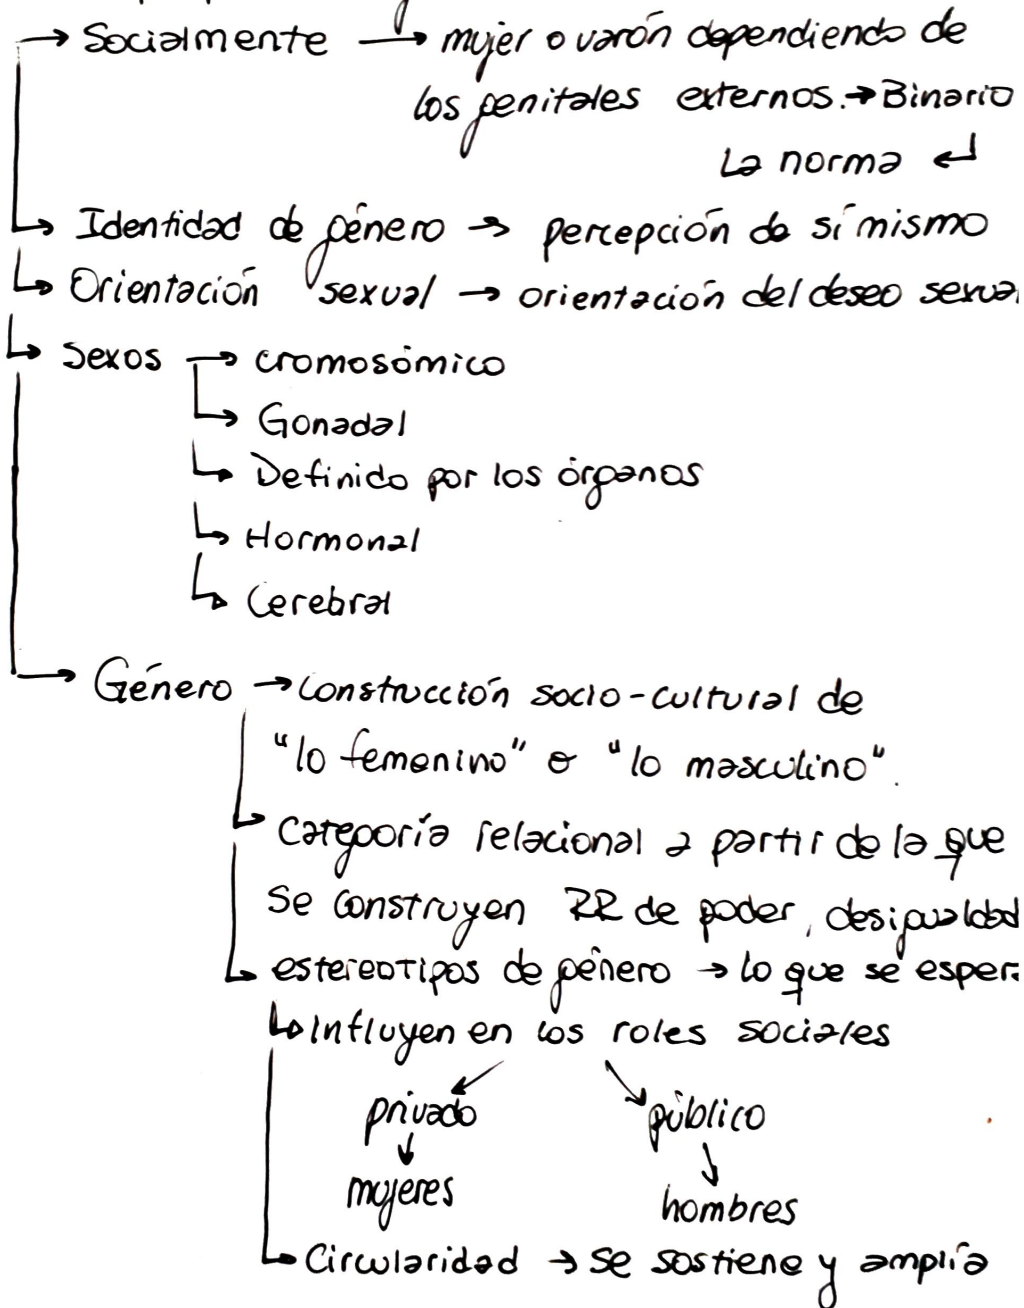 → Socialmente → mujer o varón dependiendo de
los genitales externos. → Binario
La norma ↵
↳ Identidad de género → percepción de sí mismo
↳ Orientación sexual → orientación del deseo sexual
↳ Sexos → cromosómico
↳ Gonadal
↳ Definido por los órganos
↳ Hormonal
↳ Cerebral
→ Género → Construcción socio-cultural de
"lo femenino" o "lo masculino".
↳ Categoría relacional a partir de la que
se construyen RR de poder, desigualdad
↳ estereotipos de género → lo que se espera
↳ Influyen en los roles sociales
privado público
↓ ↓
mujeres hombres
↳ Circularidad → se sostiene y amplía